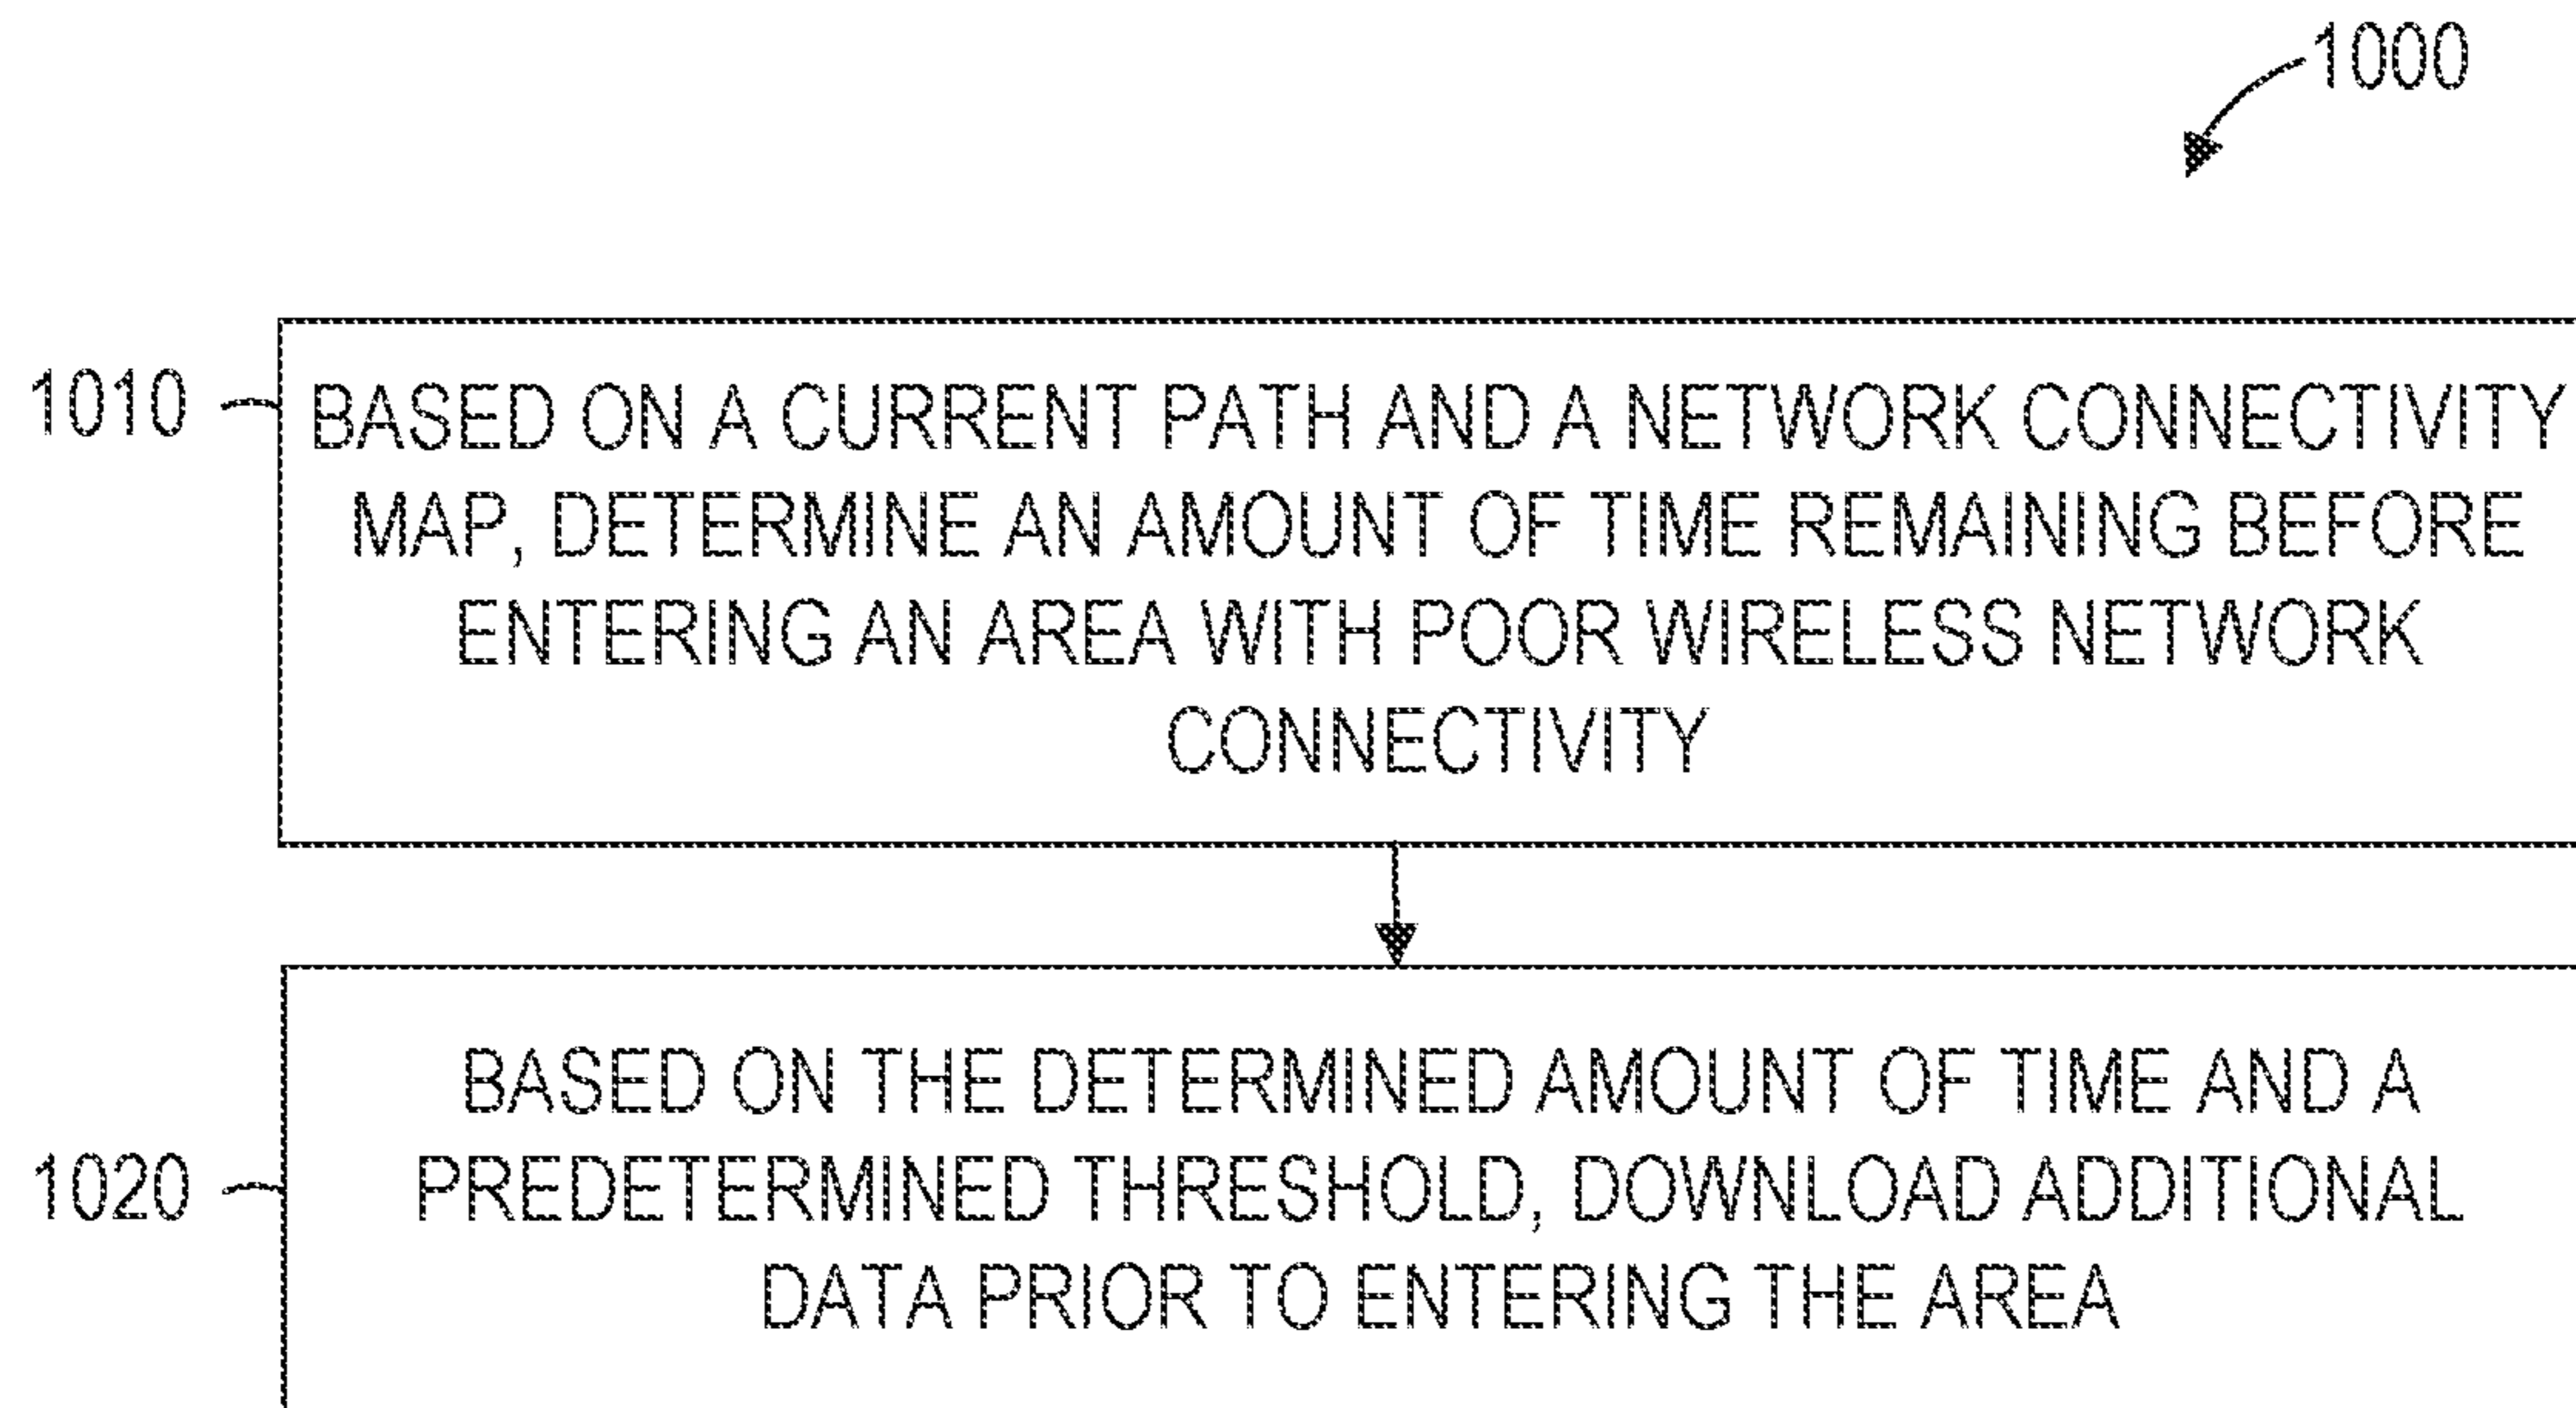 1000
1010
BASED ON A CURRENT PATH AND A NETWORK CONNECTIVITY
MAP, DETERMINE AN AMOUNT OF TIME REMAINING BEFORE
ENTERING AN AREA WITH POOR WIRELESS NETWORK
CONNECTIVITY
1020
BASED ON THE DETERMINED AMOUNT OF TIME AND A
PREDETERMINED THRESHOLD, DOWNLOAD ADDITIONAL
DATA PRIOR TO ENTERING THE AREA